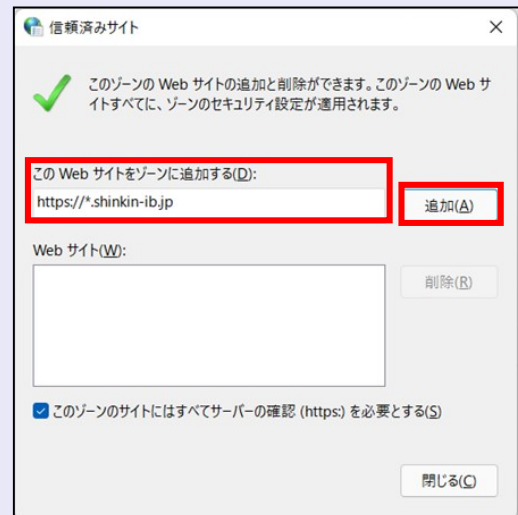 信頼済みサイト
このゾーンの Web サイトの追加と削除ができます。このゾーンの Web サ
イトすべてに、ゾーンのセキュリティ設定が適用されます。
この Web サイトをゾーンに追加する(D):
https://*.shinkin-ib.jp
追加(A)
Web サイト(W):
削除(R)
このゾーンのサイトにはすべてサーバーの確認 (https:) を必要とする(S)
閉じる(C)